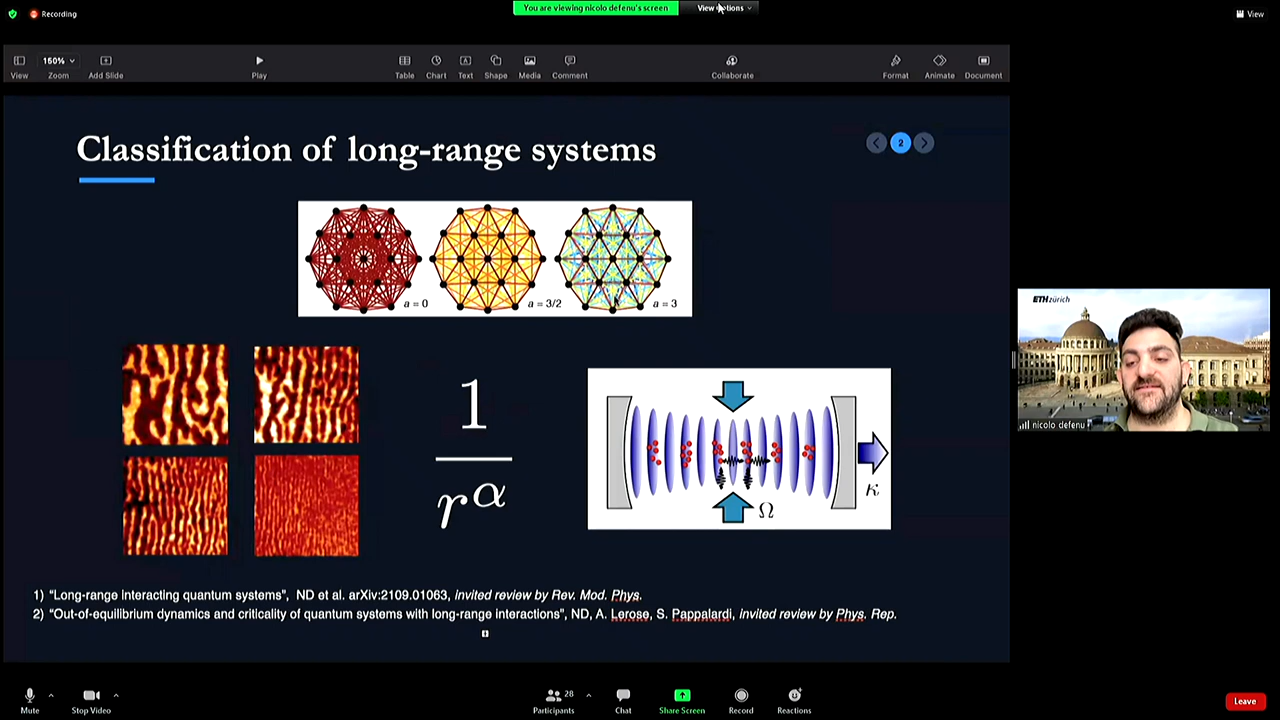 Recording
You are viewing nicolo defenu's screen
View Options
View
View
150%
Zoom
Add Slide
Play
Table
Chart
Text
Shape
Media
Comment
Collaborate
Format
Animate
Document
Classification of long-range systems
2
a = 0
a = 3/2
a = 3
1
r^α
Ω
κ
ETH zürich
nicolo defenu
1) "Long-range interacting quantum systems", ND et al. arXiv:2109.01063, invited review by Rev. Mod. Phys.
2) "Out-of-equilibrium dynamics and criticality of quantum systems with long-range interactions", ND, A. Lerose, S. Pappalardi, invited review by Phys. Rep.
Mute
Stop Video
28
Participants
Chat
Share Screen
Record
Reactions
Leave